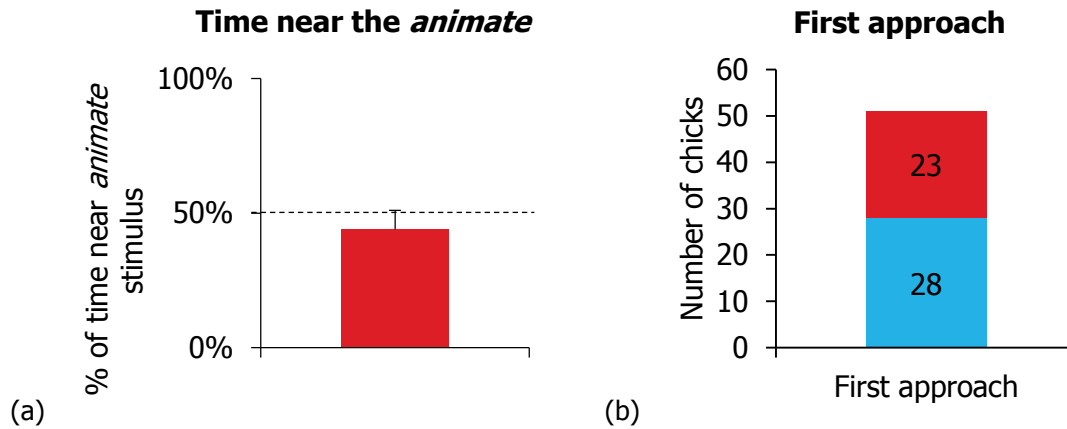 Time near the animate
% of time near animate
stimulus
100%
50%
0%
(a)
First approach
Number of chicks
60
50
40
30
20
10
0
23
28
First approach
(b)